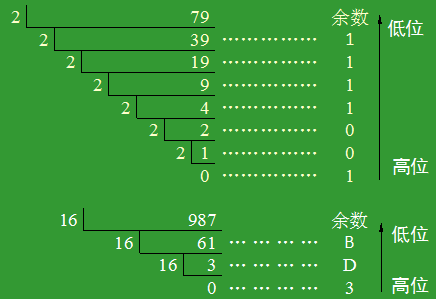 2 79 余数
2 39 …………… 1 低位
2 19 …………… 1
2 9 …………… 1
2 4 …………… 1
2 2 …………… 0
2 1 …………… 0 高位
0 …………… 1
16 987 余数
16 61 … … … … B 低位
16 3 … … … … D
0 … … … … 3 高位